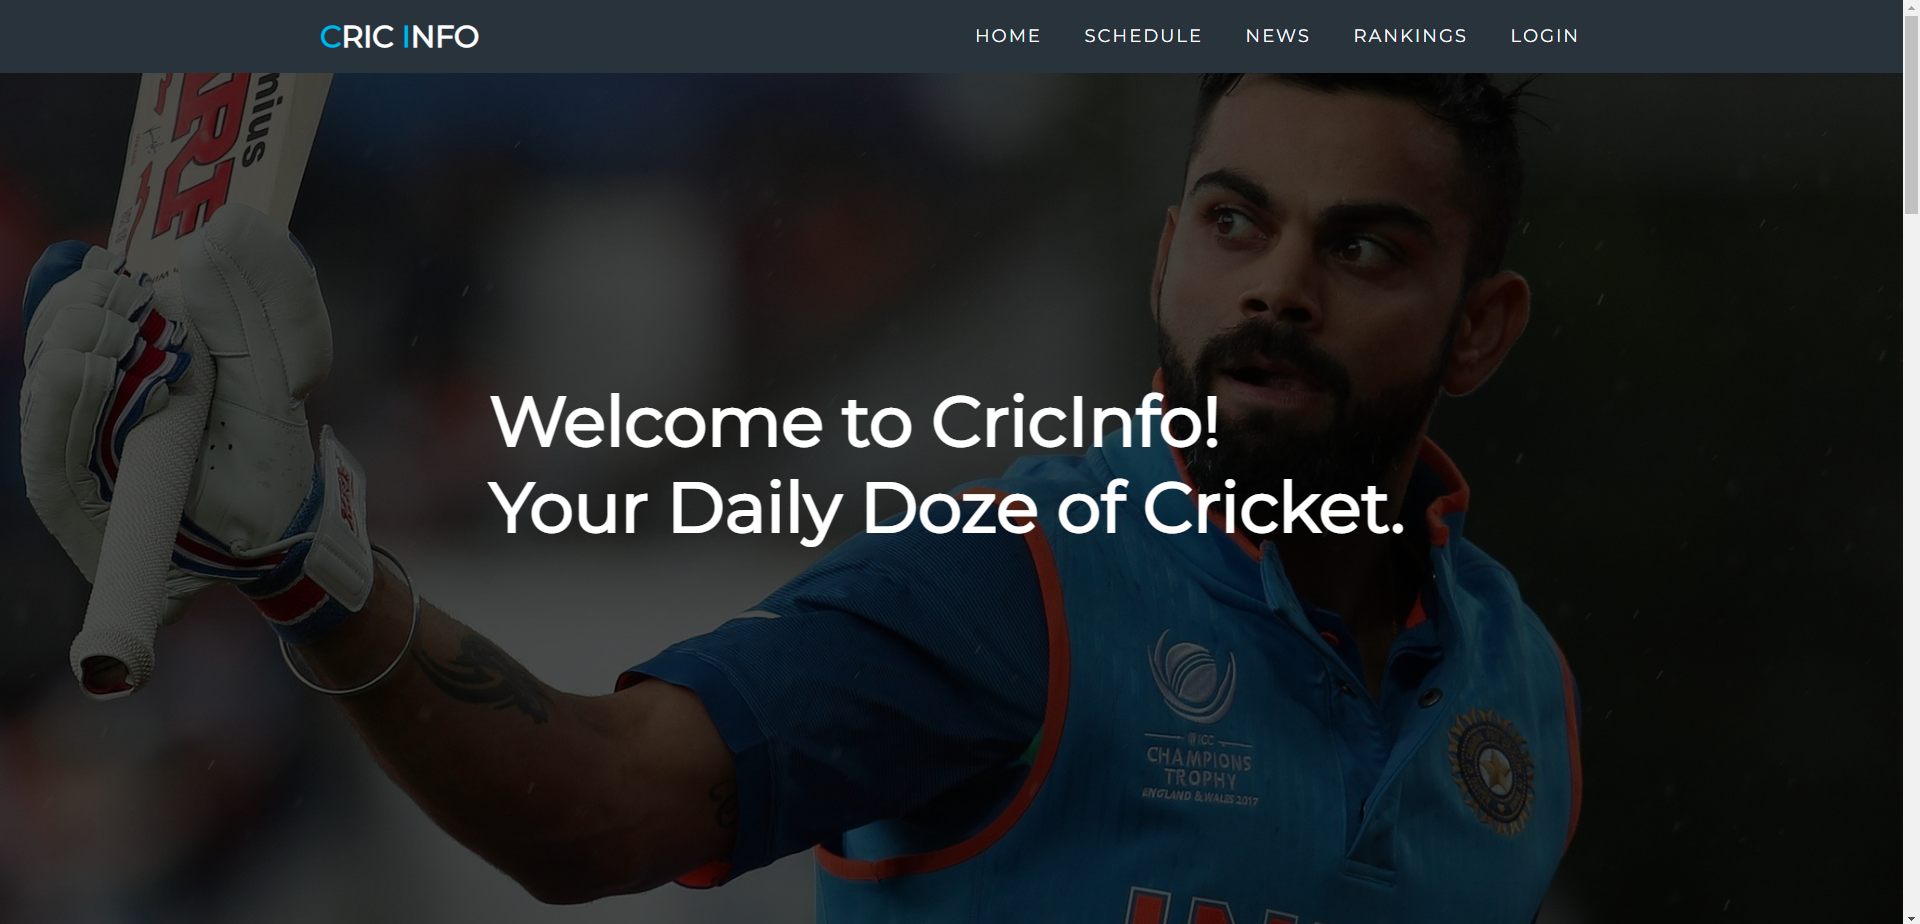 CRIC INFO
HOME SCHEDULE NEWS RANKINGS LOGIN
nius
Welcome to CricInfo!
Your Daily Doze of Cricket.
ICC
CHAMPIONS
TROPHY
ENGLAND & WALES 2017